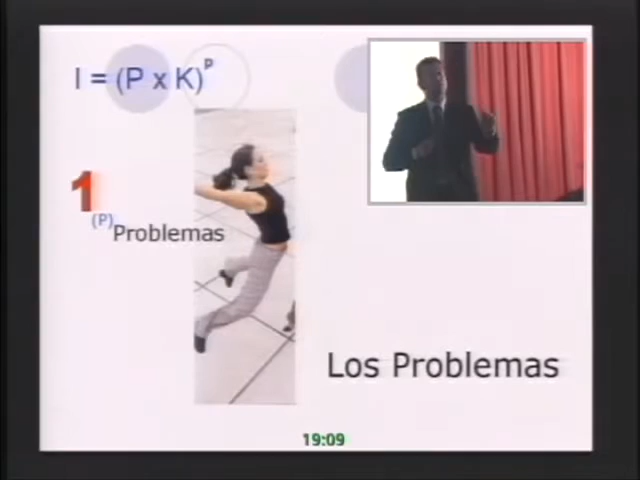 I = (P x K)ᵖ
1
(P)
Problemas
Los Problemas
19:09